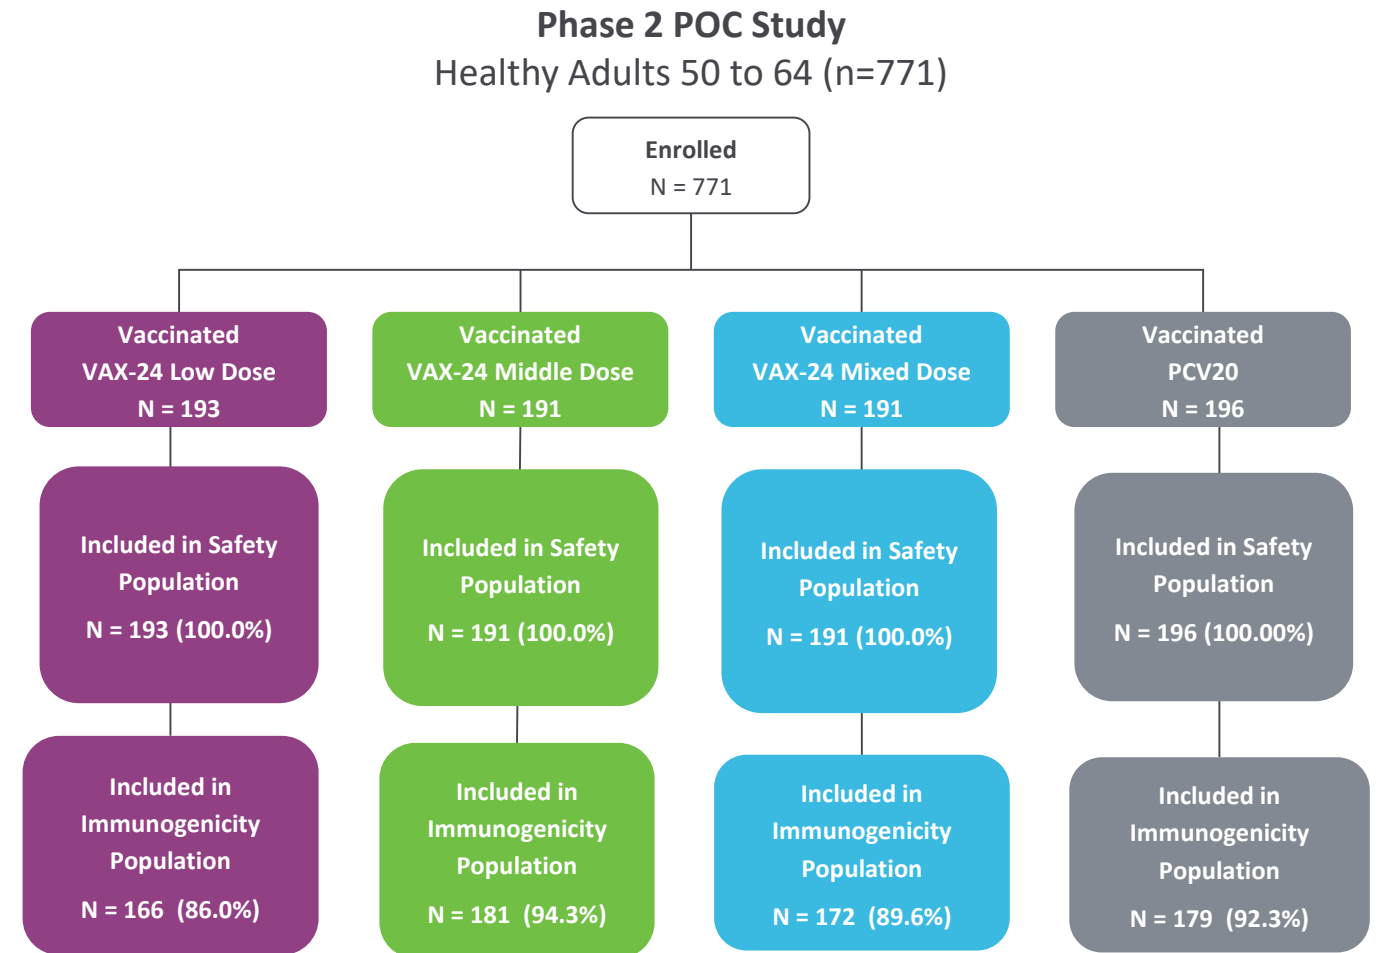 Phase 2 POC Study
Healthy Adults 50 to 64 (n=771)
Enrolled
N = 771
Vaccinated
VAX-24 Low Dose
N = 193
Vaccinated
VAX-24 Middle Dose
N = 191
Vaccinated
VAX-24 Mixed Dose
N = 191
Vaccinated
PCV20
N = 196
Included in Safety
Population
N = 193 (100.0%)
Included in Safety
Population
N = 191 (100.0%)
Included in Safety
Population
N = 191 (100.0%)
Included in Safety
Population
N = 196 (100.00%)
Included in
Immunogenicity
Population
N = 166 (86.0%)
Included in
Immunogenicity
Population
N = 181 (94.3%)
Included in
Immunogenicity
Population
N = 172 (89.6%)
Included in
Immunogenicity
Population
N = 179 (92.3%)